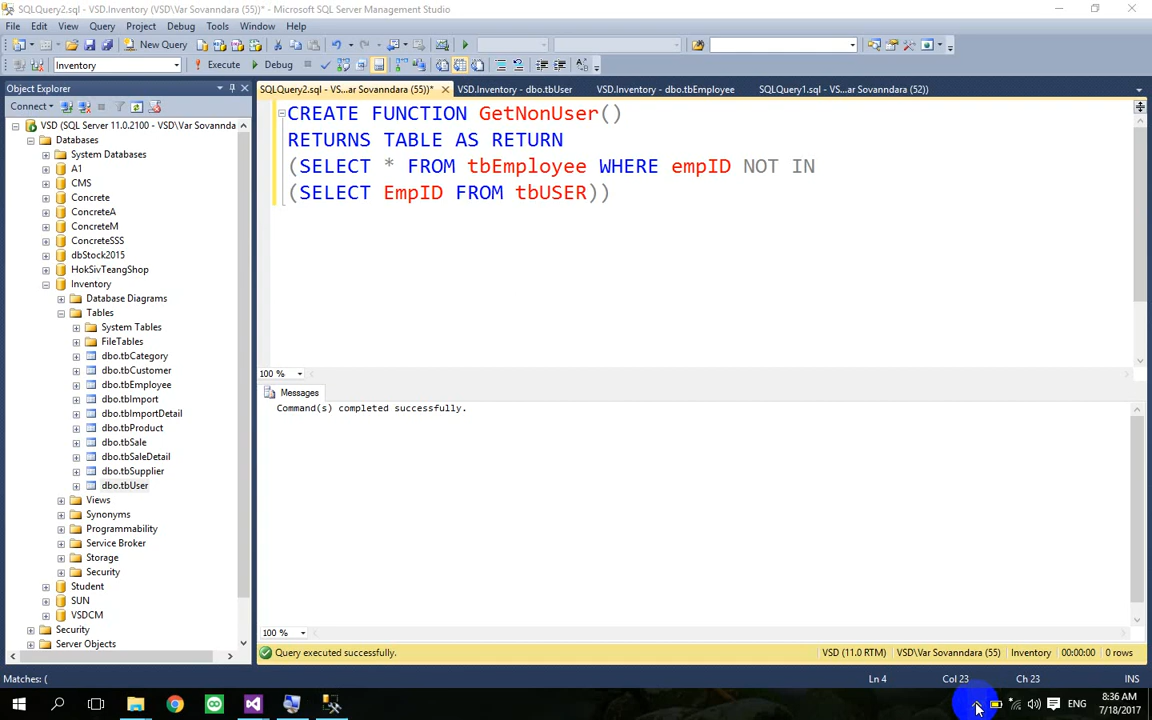 SQLQuery2.sql - VSD.Inventory (VSD\Var Sovanndara (55))* - Microsoft SQL Server Management Studio
File Edit View Query Project Debug Tools Window Help
New Query
Inventory Execute Debug
Object Explorer
SQLQuery2.sql - VS...ar Sovanndara (55))* VSD.Inventory - dbo.tbUser VSD.Inventory - dbo.tbEmployee SQLQuery1.sql - VS...ar Sovanndara (52))
Connect
VSD (SQL Server 11.0.2100 - VSD\Var Sovannda
Databases
System Databases
A1
CMS
Concrete
ConcreteA
ConcreteM
ConcreteSSS
dbStock2015
HokSivTeangShop
Inventory
Database Diagrams
Tables
System Tables
FileTables
dbo.tbCategory
dbo.tbCustomer
dbo.tbEmployee
dbo.tbImport
dbo.tbImportDetail
dbo.tbProduct
dbo.tbSale
dbo.tbSaleDetail
dbo.tbSupplier
dbo.tbUser
Views
Synonyms
Programmability
Service Broker
Storage
Security
Student
SUN
VSDCM
Security
Server Objects
CREATE FUNCTION GetNonUser()
RETURNS TABLE AS RETURN
(SELECT * FROM tbEmployee WHERE empID NOT IN
(SELECT EmpID FROM tbUSER))
100 %
Messages
Command(s) completed successfully.
100 %
Query executed successfully. VSD (11.0 RTM) VSD\Var Sovanndara (55) Inventory 00:00:00 0 rows
Matches: ( Ln 4 Col 23 Ch 23 INS
ENG 8:36 AM
7/18/2017